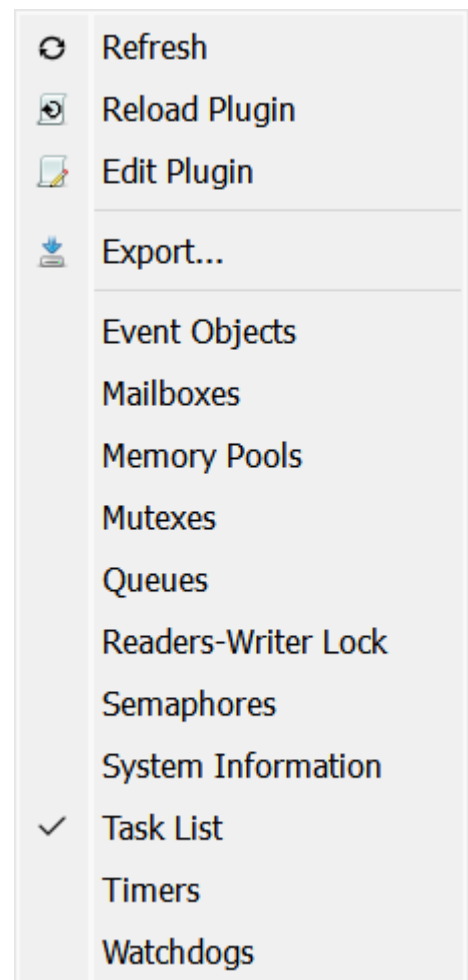 Refresh
Reload Plugin
Edit Plugin
Export...
Event Objects
Mailboxes
Memory Pools
Mutexes
Queues
Readers-Writer Lock
Semaphores
System Information
Task List
Timers
Watchdogs